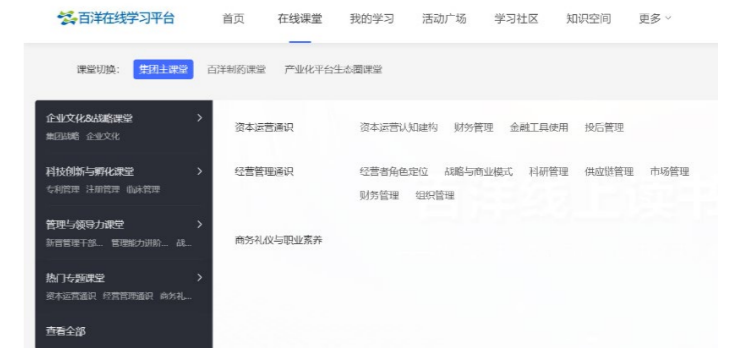 百洋在线学习平台 首页 在线课堂 我的学习 活动广场 学习社区 知识空间 更多
课堂切换： 集团主课堂 百洋制药课堂 产业化平台生态圈课堂
企业文化&战略课堂
集团战略 企业文化
科技创新与孵化课堂
专利管理 注册管理 临床管理
管理与领导力课堂
新晋管理干部... 管理能力进阶... 战...
热门专题课堂
资本运营通识 经营管理通识 商务礼...
查看全部
资本运营通识 资本运营认知建构 财务管理 金融工具使用 投后管理
经营管理通识 经营者角色定位 战略与商业模式 科研管理 供应链管理 市场管理
财务管理 组织管理
商务礼仪与职业素养